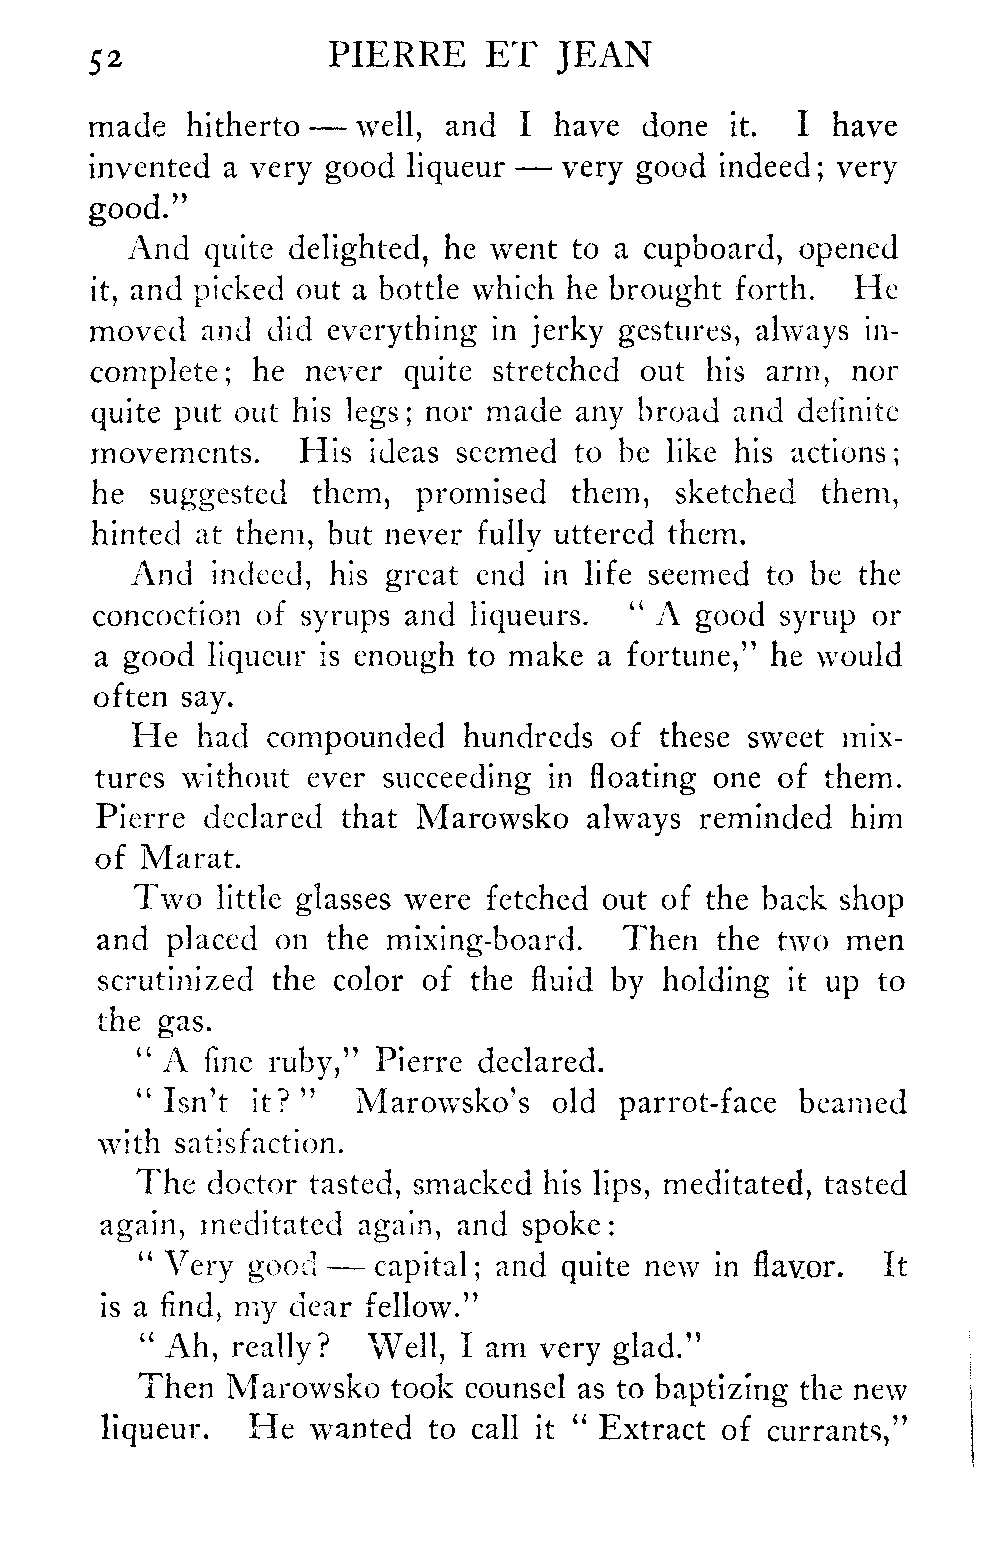 52 PIERRE ET JEAN
made hitherto — well, and I have done it. I have
invented a very good liqueur — very good indeed; very
good."
And quite delighted, he went to a cupboard, opened
it, and picked out a bottle which he brought forth. He
moved and did everything in jerky gestures, always in-
complete; he never quite stretched out his arm, nor
quite put out his legs; nor made any broad and definite
movements. His ideas seemed to be like his actions;
he suggested them, promised them, sketched them,
hinted at them, but never fully uttered them.
And indeed, his great end in life seemed to be the
concoction of syrups and liqueurs. " A good syrup or
a good liqueur is enough to make a fortune," he would
often say.
He had compounded hundreds of these sweet mix-
tures without ever succeeding in floating one of them.
Pierre declared that Marowsko always reminded him
of Marat.
Two little glasses were fetched out of the back shop
and placed on the mixing-board. Then the two men
scrutinized the color of the fluid by holding it up to
the gas.
" A fine ruby," Pierre declared.
" Isn't it? " Marowsko's old parrot-face beamed
with satisfaction.
The doctor tasted, smacked his lips, meditated, tasted
again, meditated again, and spoke:
" Very good — capital; and quite new in flavor. It
is a find, my dear fellow."
" Ah, really? Well, I am very glad."
Then Marowsko took counsel as to baptizing the new
liqueur. He wanted to call it " Extract of currants,"